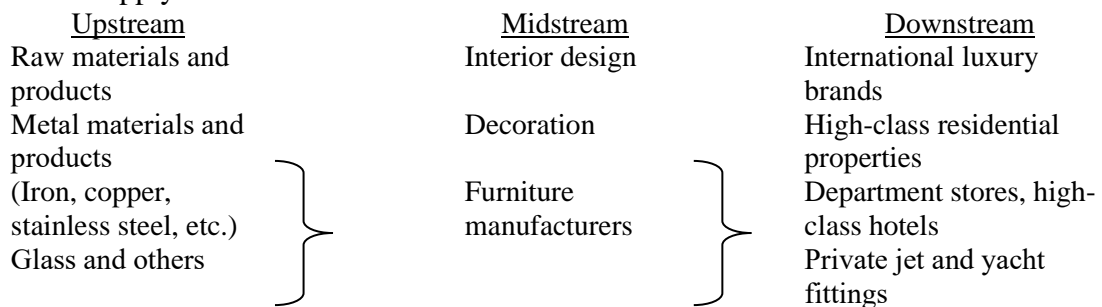 Upstream
Raw materials and
products
Metal materials and
products
(Iron, copper,
stainless steel, etc.)
Glass and others
Midstream
Interior design
Decoration
Furniture
manufacturers
Downstream
International luxury
brands
High-class residential
properties
Department stores, high-
class hotels
Private jet and yacht
fittings